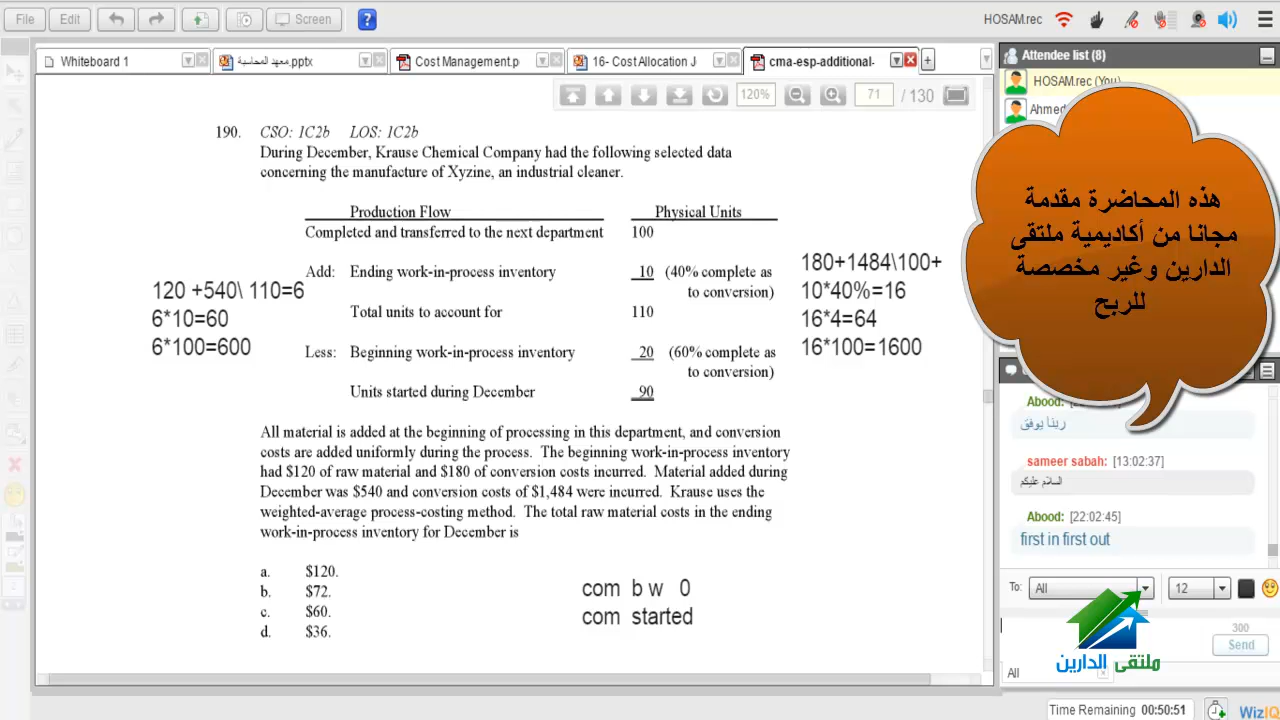 File Edit Screen ? HOSAM.rec
Whiteboard 1 معهد المحاسبة.pptx Cost Management.p 16- Cost Allocation J cma-esp-additional-
120% 71 / 130
190. CSO: 1C2b LOS: 1C2b
During December, Krause Chemical Company had the following selected data
concerning the manufacture of Xyzine, an industrial cleaner.
Production Flow Physical Units
Completed and transferred to the next department 100
Add: Ending work-in-process inventory 10 (40% complete as
to conversion)
Total units to account for 110
Less: Beginning work-in-process inventory 20 (60% complete as
to conversion)
Units started during December 90
120 +540\ 110=6
6*10=60
6*100=600
180+1484\100+
10*40%=16
16*4=64
16*100=1600
All material is added at the beginning of processing in this department, and conversion
costs are added uniformly during the process. The beginning work-in-process inventory
had $120 of raw material and $180 of conversion costs incurred. Material added during
December was $540 and conversion costs of $1,484 were incurred. Krause uses the
weighted-average process-costing method. The total raw material costs in the ending
work-in-process inventory for December is
a. $120.
b. $72.
c. $60.
d. $36.
com b w 0
com started
Attendee list (8)
HOSAM.rec (You)
Ahmed
هذه المحاضرة مقدمة
مجانا من أكاديمية ملتقى
الدارين وغير مخصصة
للربح
Abood:
ربنا يوفق
sameer sabah: [13:02:37]
السلام عليكم
Abood: [22:02:45]
first in first out
To: All 12
300
Send
ملتقى الدارين
All
Time Remaining 00:50:51
WizIQ